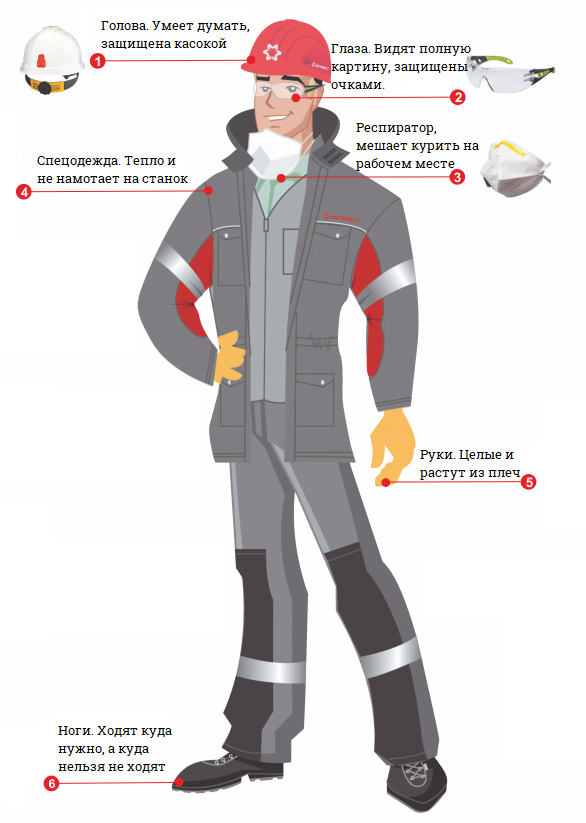 Голова. Умеет думать,
защищена касокой
1
Глаза. Видят полную
картину, защищены
очками.
2
Респиратор,
мешает курить на
рабочем месте
3
Спецодежда. Тепло и
не намотает на станок
4
Руки. Целые и
растут из плеч
5
Ноги. Ходят куда
нужно, а куда
нельзя не ходят
6